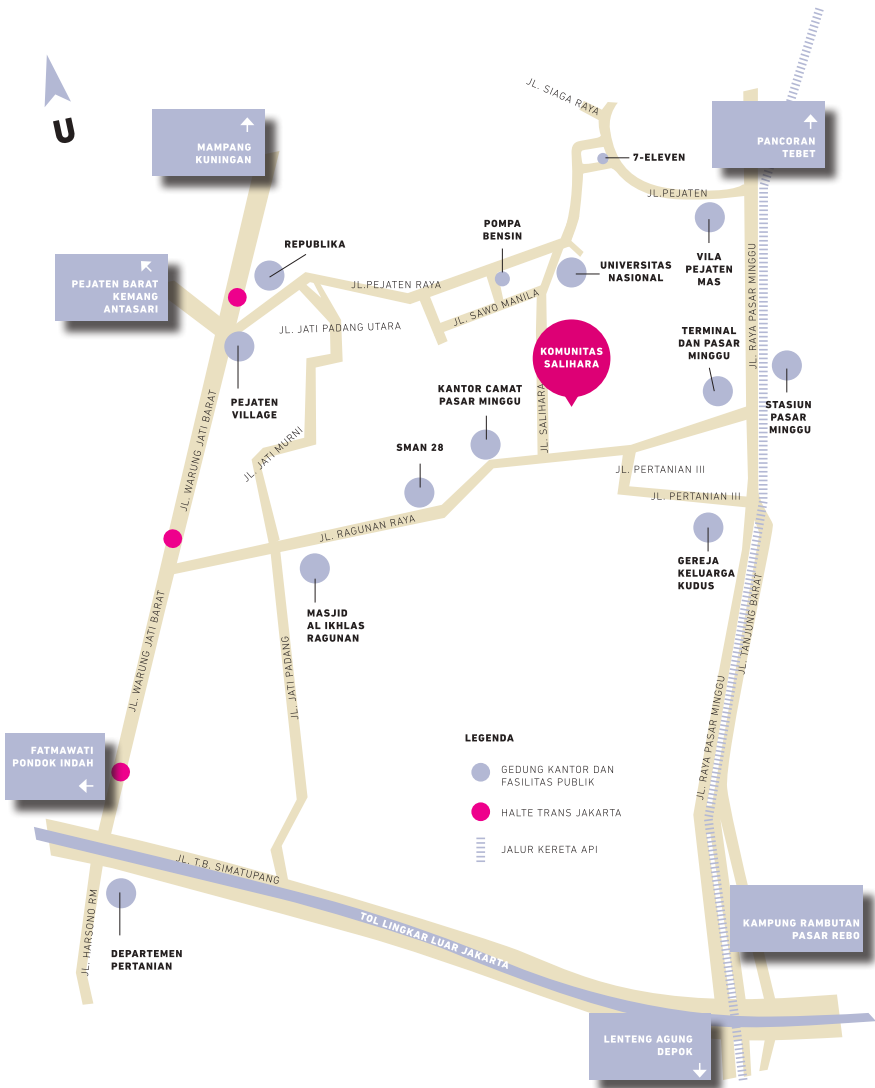 JL. SIAGA RAYA
U
MAMPANG
KUNINGAN
PANCORAN
TEBET
7-ELEVEN
JL.PEJATEN
POMPA
BENSIN
REPUBLIKA
VILA
PEJATEN
MAS
UNIVERSITAS
NASIONAL
PEJATEN BARAT
KEMANG
ANTASARI
JL.PEJATEN RAYA
JL. SAWO MANILA
JL. JATI PADANG UTARA
JL. RAYA PASAR MINGGU
TERMINAL
DAN PASAR
MINGGU
KOMUNITAS
SALIHARA
KANTOR CAMAT
PASAR MINGGU
PEJATEN
VILLAGE
STASIUN
PASAR
MINGGU
JL. SALIHARA
JL. WARUNG JATI BARAT
JL. JATI MURNI
SMAN 28
JL. PERTANIAN III
JL. PERTANIAN III
JL. RAGUNAN RAYA
GEREJA
KELUARGA
KUDUS
MASJID
AL IKHLAS
RAGUNAN
JL. TANJUNG BARAT
JL. WARUNG JATI BARAT
JL. JATI PADANG
JL. RAYA PASAR MINGGU
FATMAWATI
PONDOK INDAH
LEGENDA
GEDUNG KANTOR DAN
FASILITAS PUBLIK
HALTE TRANS JAKARTA
JALUR KERETA API
JL. T.B. SIMATUPANG
TOL LINGKAR LUAR JAKARTA
JL. HARSONO RM
DEPARTEMEN
PERTANIAN
KAMPUNG RAMBUTAN
PASAR REBO
LENTENG AGUNG
DEPOK